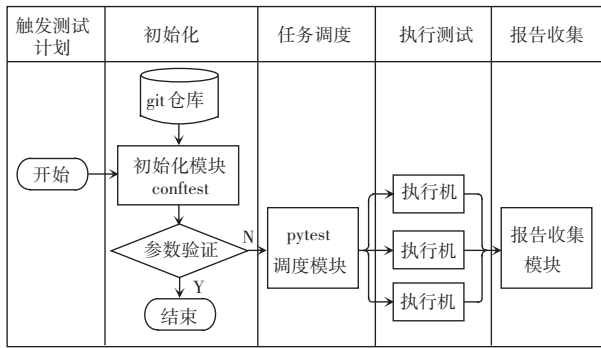 触发测试
计划
初始化
任务调度
执行测试
报告收集
git仓库
开始
初始化模块
conftest
参数验证
N
Y
结束
pytest
调度模块
执行机
执行机
执行机
报告收集
模块